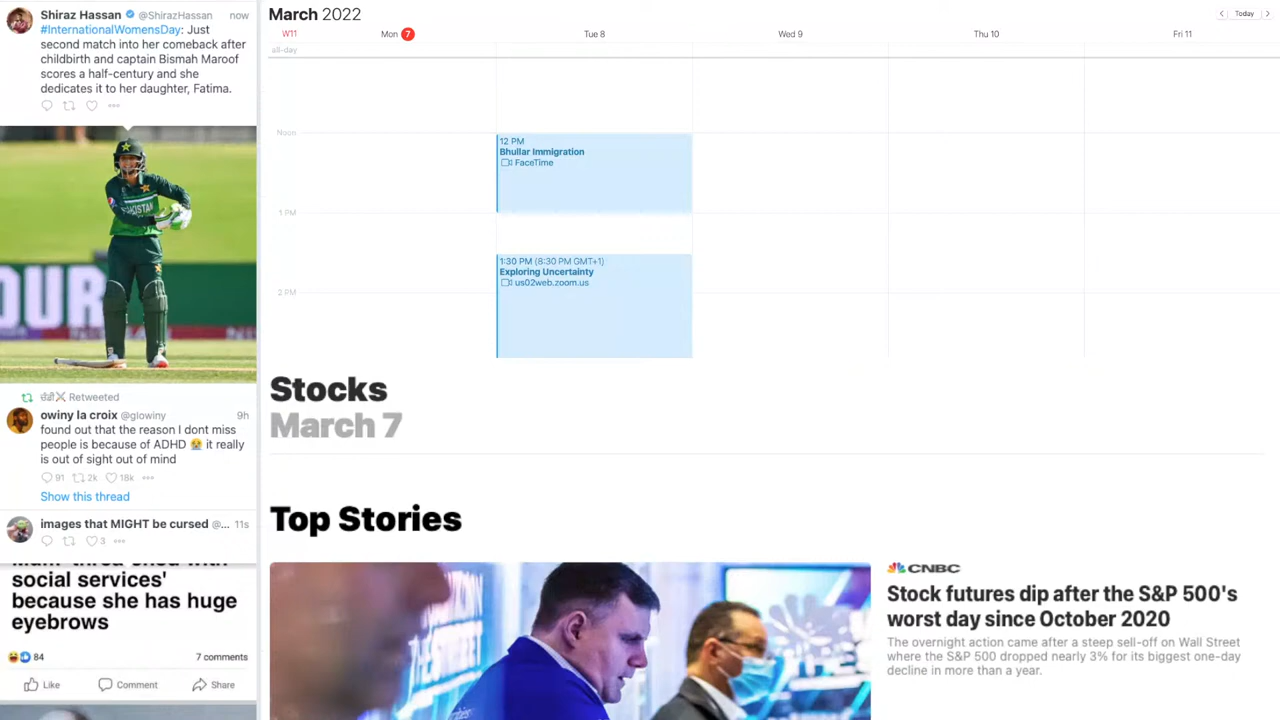 Shiraz Hassan @ShirazHassan now
#InternationalWomensDay: Just
second match into her comeback after
childbirth and captain Bismah Maroof
scores a half-century and she
dedicates it to her daughter, Fatima.
PAKISTAN
OUR
Retweeted
owiny la croix @glowiny 9h
found out that the reason I dont miss
people is because of ADHD 😭 it really
is out of sight out of mind
91 2k 18k
Show this thread
images that MIGHT be cursed @... 11s
3
social services'
because she has huge
eyebrows
84 7 comments
Like Comment Share
March 2022
Today
W11 Mon 7 Tue 8 Wed 9 Thu 10 Fri 11
all-day
Noon
12 PM
Bhullar Immigration
FaceTime
1 PM
1:30 PM (8:30 PM GMT+1)
Exploring Uncertainty
us02web.zoom.us
2 PM
Stocks
March 7
Top Stories
CNBC
Stock futures dip after the S&P 500's
worst day since October 2020
The overnight action came after a steep sell-off on Wall Street
where the S&P 500 dropped nearly 3% for its biggest one-day
decline in more than a year.